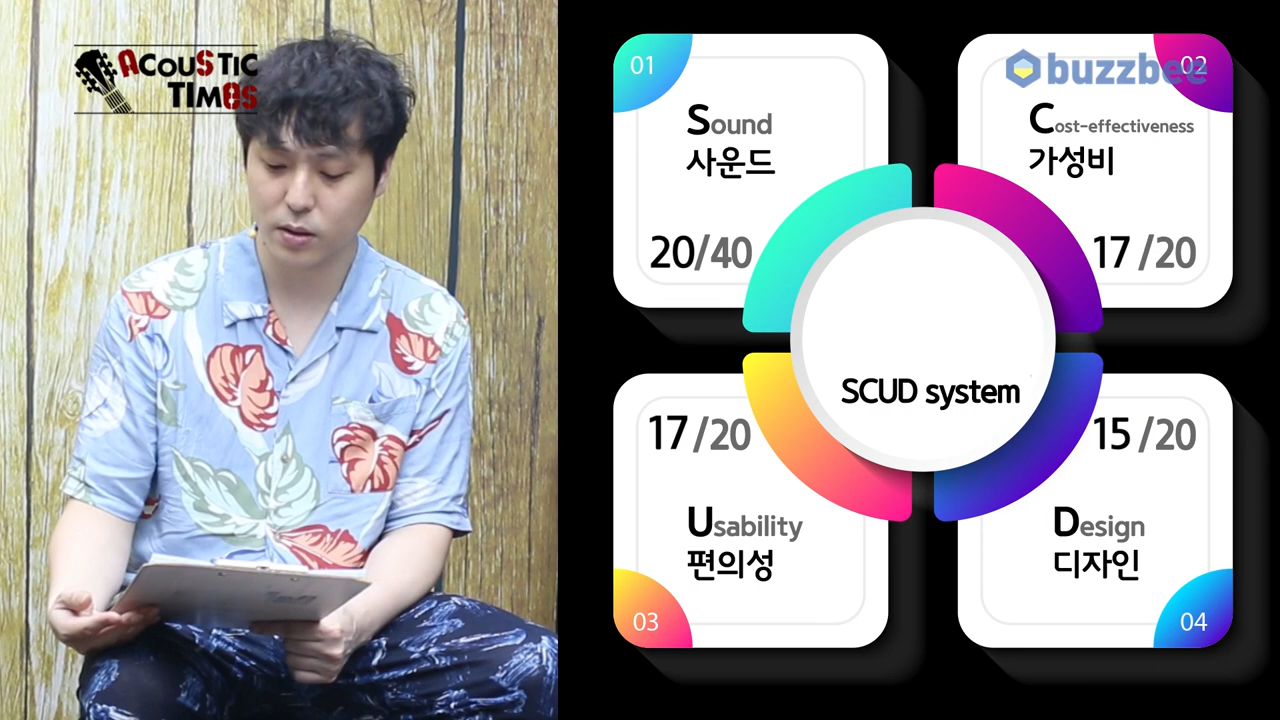 ACOUSTIC
TIMES
01
Sound
사운드
20/40
buzzbee
02
Cost-effectiveness
가성비
17 /20
SCUD system
17 /20
Usability
편의성
03
15 /20
Design
디자인
04